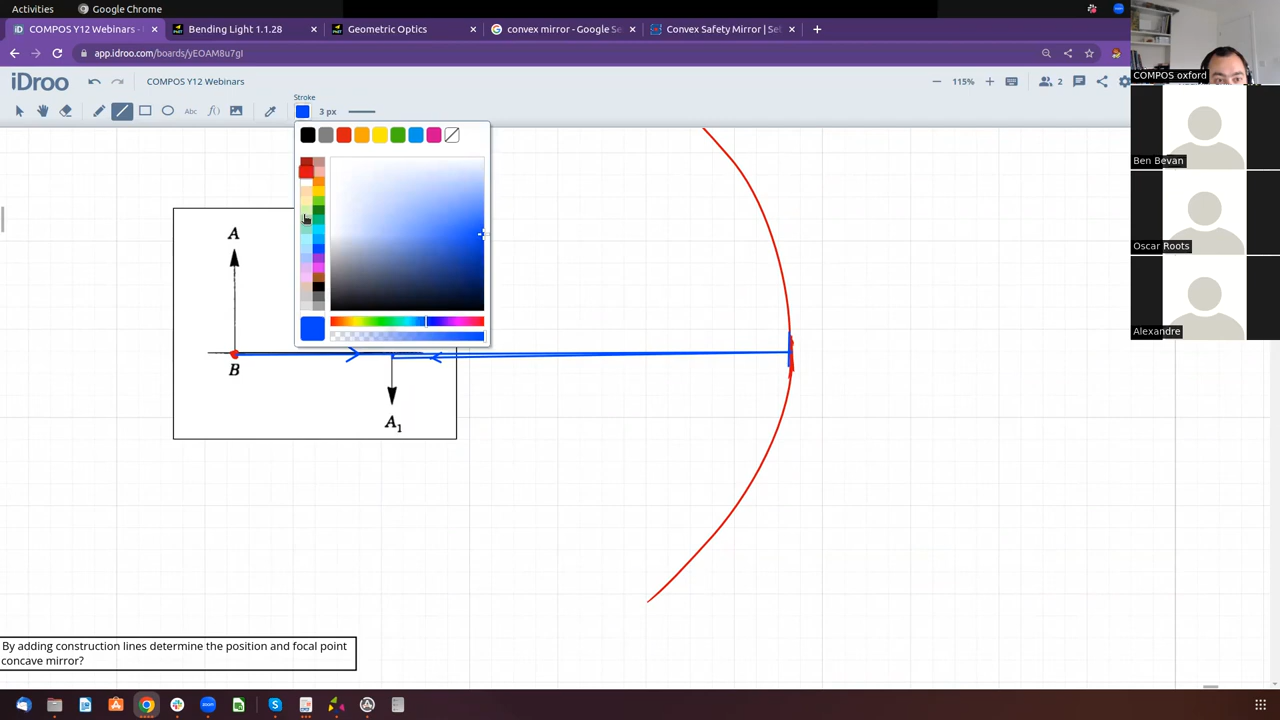 Activities
Google Chrome
COMPOS Y12 Webinars - 
Bending Light 1.1.28
Geometric Optics
convex mirror - Google Se
Convex Safety Mirror | Set
app.idroo.com/boards/yEOAM8u7gI
iDroo
COMPOS Y12 Webinars
115%
2
Stroke
3 px
Abc
COMPOS oxford
Ben Bevan
Oscar Roots
Alexandre
A
B
A1
By adding construction lines determine the position and focal point
concave mirror?